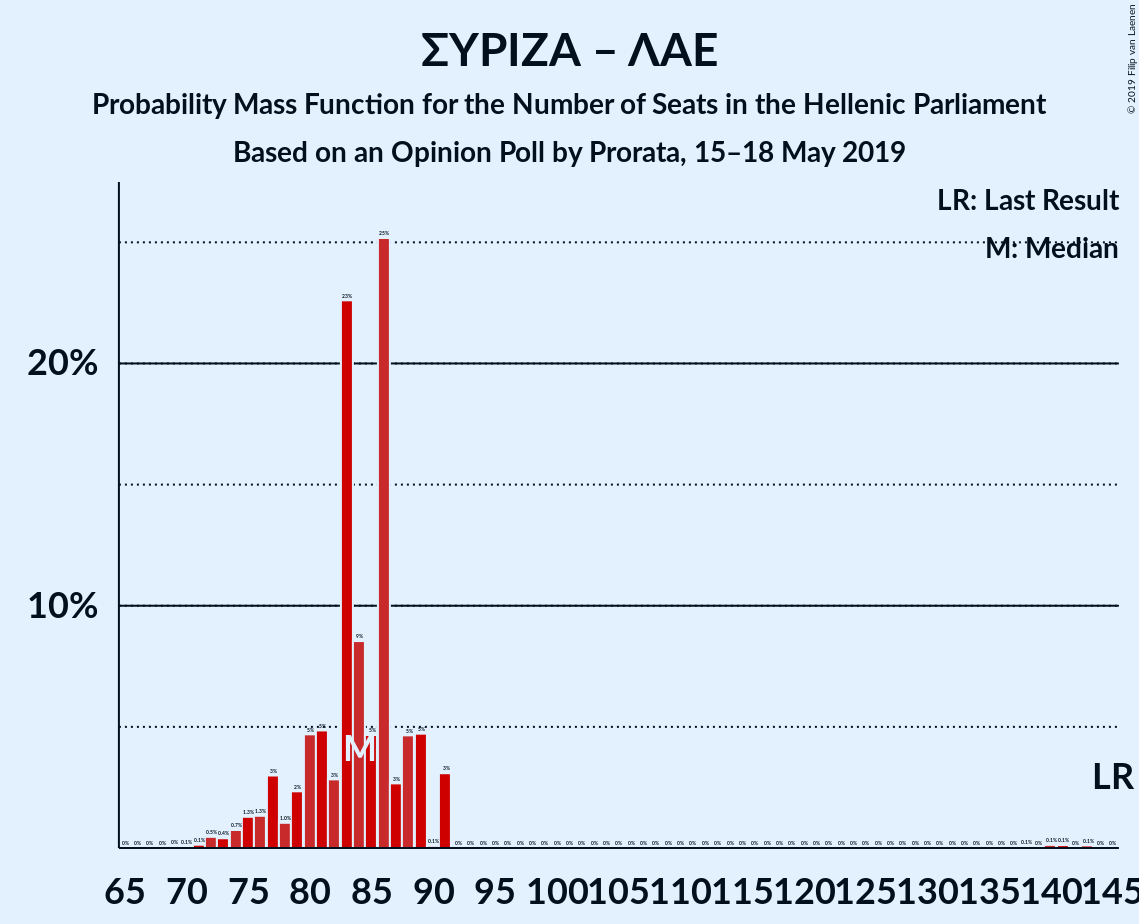 ΣΥΡΙΖΑ – ΛΑΕ
Probability Mass Function for the Number of Seats in the Hellenic Parliament
Based on an Opinion Poll by Prorata, 15–18 May 2019
© 2019 Filip van Laenen
LR: Last Result
M: Median
20%
10%
M
LR
65 70 75 80 85 90 95 100 105 110 115 120 125 130 135 140 145